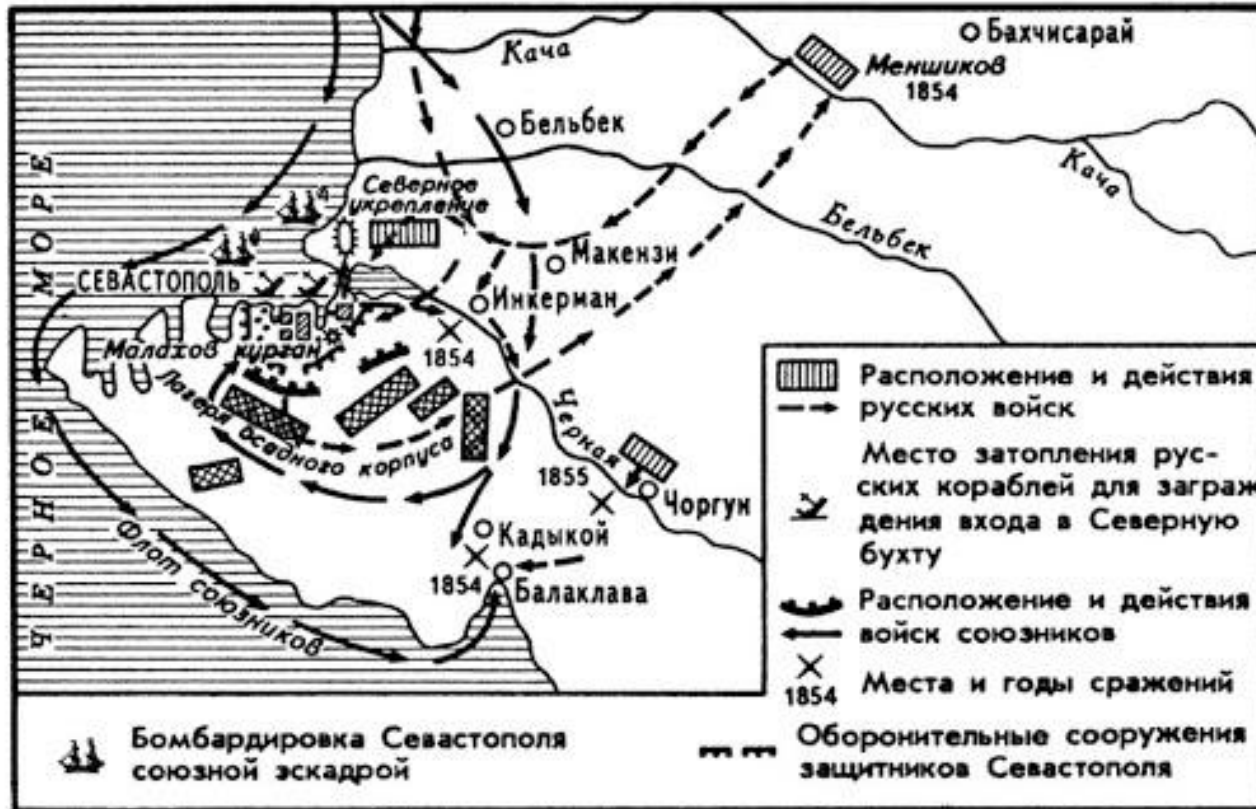 Кача
Бахчисарай
Меншиков
1854
Бельбек
Кача
Северное
укрепление
Бельбек
Макензи
СЕВАСТОПОЛЬ
Инкерман
Малахов курган
1854
Лагеря осадного корпуса
Черная
1855
Чоргун
Кадыкой
1854
Балаклава
Флот союзников
ЧЕРНОЕ МОРЕ
Расположение и действия
русских войск
Место затопления рус-
ских кораблей для заграж
дения входа в Северную
бухту
Расположение и действия
войск союзников
1854
Места и годы сражений
Бомбардировка Севастополя
союзной эскадрой
Оборонительные сооружения
защитников Севастополя